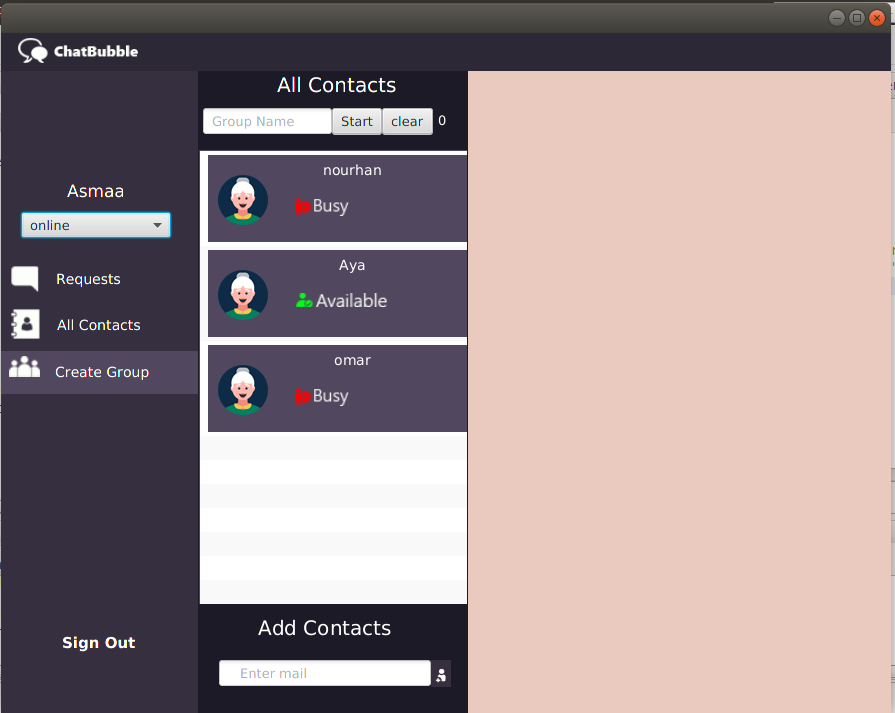 ChatBubble
Asmaa
online
Requests
All Contacts
Create Group
Sign Out
All Contacts
Group Name Start clear 0
nourhan
Busy
Aya
Available
omar
Busy
Add Contacts
Enter mail